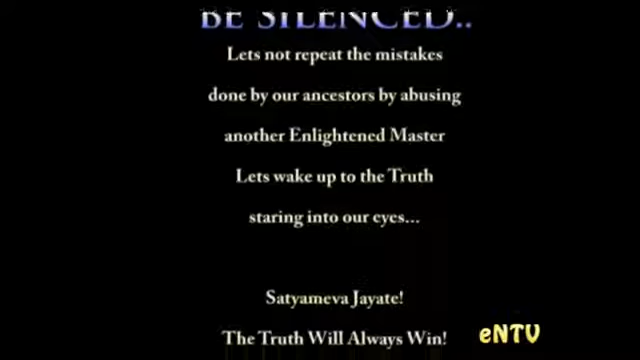 BE SILENCED..
Lets not repeat the mistakes
done by our ancestors by abusing
another Enlightened Master
Lets wake up to the Truth
staring into our eyes...
Satyameva Jayate!
The Truth Will Always Win!
eNTV